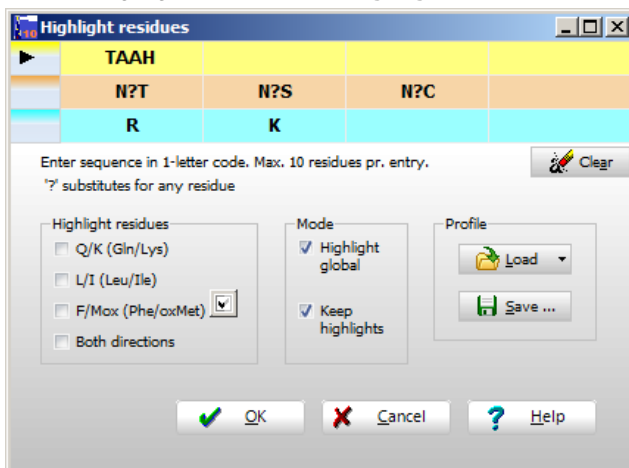 Highlight residues
TAAH
N?T N?S N?C
R K
Enter sequence in 1-letter code. Max. 10 residues pr. entry.
'?' substitutes for any residue
Clear
Highlight residues
Q/K (Gln/Lys)
L/I (Leu/Ile)
F/Mox (Phe/oxMet)
Both directions
Mode
Highlight
global
Keep
highlights
Profile
Load
Save ...
OK Cancel Help